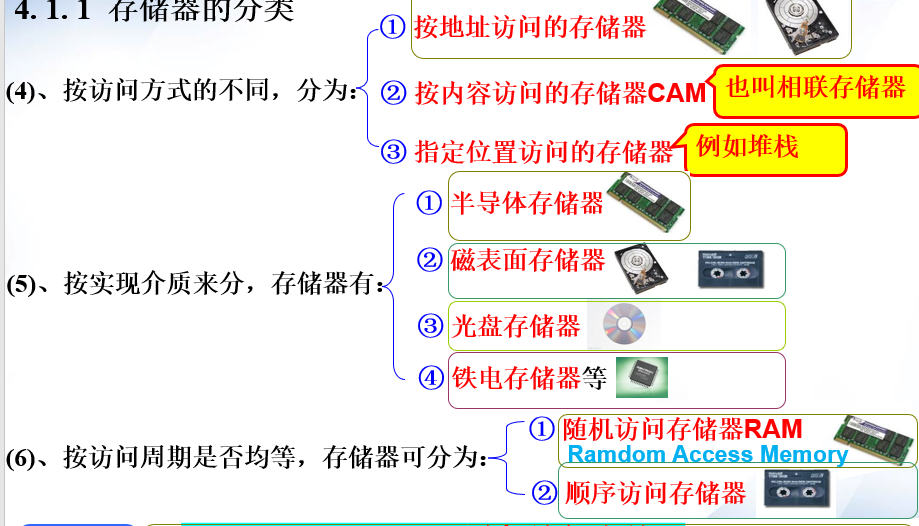 4. 1. 1 存储器的分类
(4)、按访问方式的不同，分为：
① 按地址访问的存储器
② 按内容访问的存储器CAM
也叫相联存储器
③ 指定位置访问的存储器
例如堆栈
(5)、按实现介质来分，存储器有：
① 半导体存储器
② 磁表面存储器
③ 光盘存储器
④ 铁电存储器等
(6)、按访问周期是否均等，存储器可分为：
① 随机访问存储器RAM
Ramdom Access Memory
② 顺序访问存储器